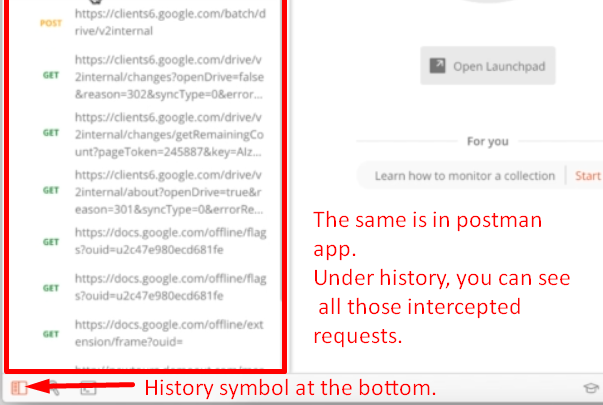 POST
https://clients6.google.com/batch/d
rive/v2internal
GET
https://clients6.google.com/drive/v
2internal/changes?openDrive=false
&reason=302&syncType=0&error...
GET
https://clients6.google.com/drive/v
2internal/changes/getRemainingCo
unt?pageToken=245887&key=AIz...
GET
https://clients6.google.com/drive/v
2internal/about?openDrive=true&r
eason=301&syncType=0&errorRe...
GET
https://docs.google.com/offline/flag
s?ouid=u2c47e980ecd681fe
GET
https://docs.google.com/offline/flag
s?ouid=u2c47e980ecd681fe
GET
https://docs.google.com/offline/ext
ension/frame?ouid=
Open Launchpad
For you
Learn how to monitor a collection
Start
The same is in postman
app.
Under history, you can see
all those intercepted
requests.
History symbol at the bottom.